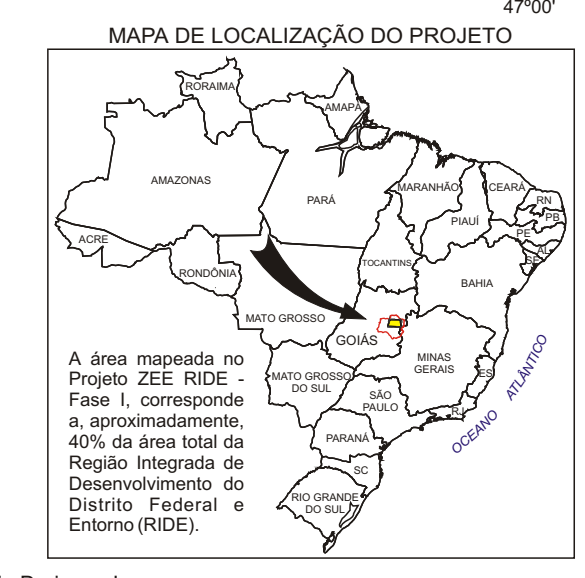 47º00'
MAPA DE LOCALIZAÇÃO DO PROJETO
RORAIMA
AMAPÁ
AMAZONAS
PARÁ
MARANHÃO
CEARÁ
RN
PB
PIAUÍ
PE
AL
SE
ACRE
RONDÔNIA
TOCANTINS
BAHIA
MATO GROSSO
GOIÁS
MINAS
GERAIS
ES
MATO GROSSO
DO SUL
SÃO
PAULO
RJ
OCEANO ATLÂNTICO
PARANÁ
SC
RIO GRANDE
DO SUL
A área mapeada no
Projeto ZEE RIDE -
Fase I, corresponde
a, aproximadamente,
40% da área total da
Região Integrada de
Desenvolvimento do
Distrito Federal e
Entorno (RIDE).